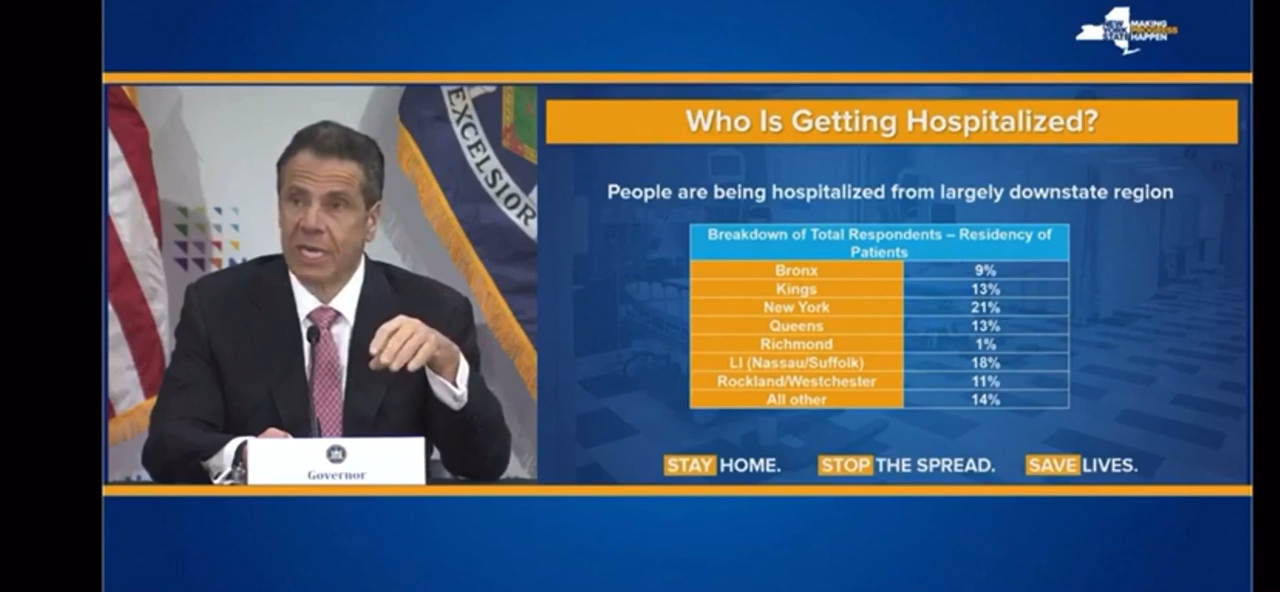 NEW YORK STATE
MAKING
PROGRESS
HAPPEN
EXCELSIOR
Who Is Getting Hospitalized?
People are being hospitalized from largely downstate region
Breakdown of Total Respondents – Residency of
Patients
Bronx 9%
Kings 13%
New York 21%
Queens 13%
Richmond 1%
LI (Nassau/Suffolk) 18%
Rockland/Westchester 11%
All other 14%
STAY HOME. STOP THE SPREAD. SAVE LIVES.
Governor